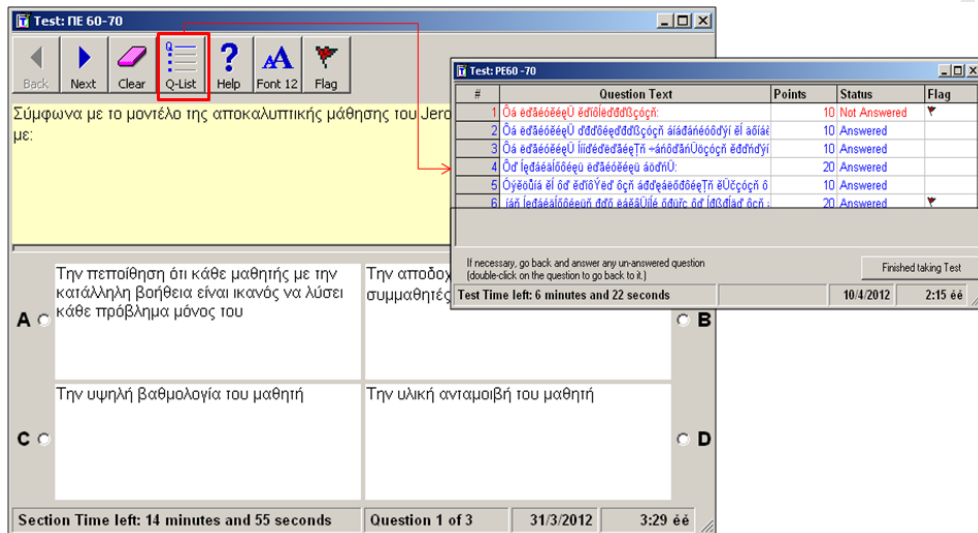 Test: ΠΕ 60-70
Back Next Clear Q-List Help Font 12 Flag
Σύμφωνα με το μοντέλο της αποκαλυπτικής μάθησης του Jero
με:
Την πεποίθηση ότι κάθε μαθητής με την
κατάλληλη βοήθεια είναι ικανός να λύσει
κάθε πρόβλημα μόνος του
A
Την αποδοχ
συμμαθητές
B
Την υψηλή βαθμολογία του μαθητή
C
Την υλική ανταμοιβή του μαθητή
D
Section Time left: 14 minutes and 55 seconds Question 1 of 3 31/3/2012 3:29 éé
Test: PE60 -70
# Question Text Points Status Flag
1 10 Not Answered
2 10 Answered
3 10 Answered
4 20 Answered
5 10 Answered
6 20 Answered
If necessary, go back and answer any un-answered question
(double-click on the question to go back to it.)
Finished taking Test
Test Time left: 6 minutes and 22 seconds 10/4/2012 2:15 éé